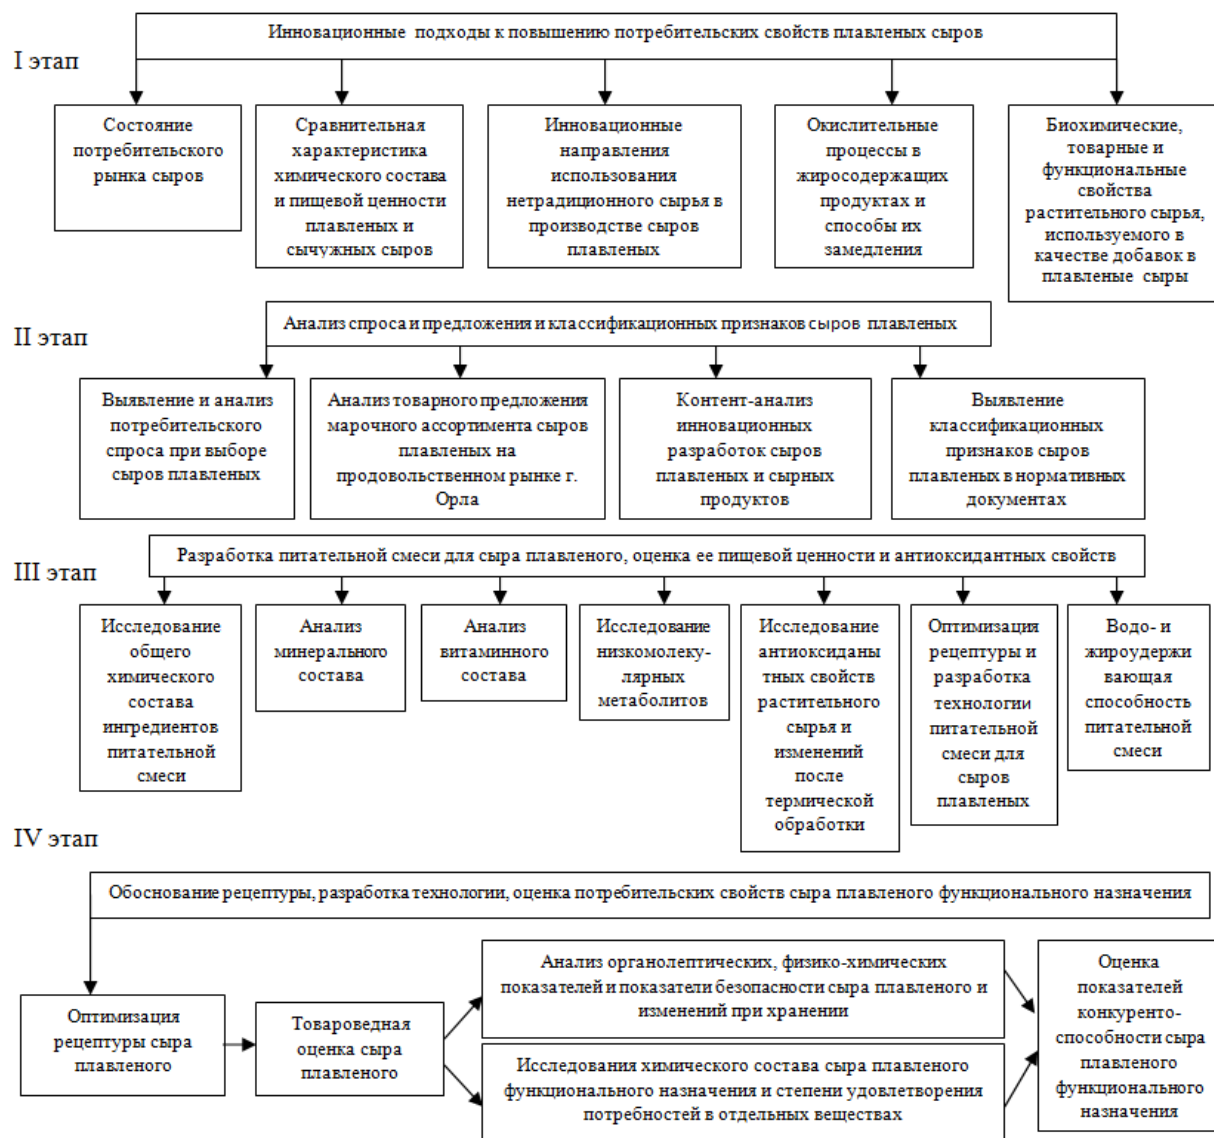 Инновационные подходы к повышению потребительских свойств плавленых сыров
I этап
Состояние
потребительского
рынка сыров
Сравнительная
характеристика
химического состава
и пищевой ценности
плавленых и
сычужных сыров
Инновационные
направления
использования
нетрадиционного сырья в
производстве сыров
плавленых
Окислительные
процессы в
жиросодержащих
продуктах и
способы их
замедления
Биохимические,
товарные и
функциональные
свойства
растительного сырья,
используемого в
качестве добавок в
плавленые сыры
Анализ спроса и предложения и классификационных признаков сыров плавленых
II этап
Выявление и анализ
потребительского
спроса при выборе
сыров плавленых
Анализ товарного предложения
марочного ассортимента сыров
плавленых на
продовольственном рынке г.
Орла
Контент-анализ
инновационных
разработок сыров
плавленых и сырных
продуктов
Выявление
классификационных
признаков сыров
плавленых в нормативных
документах
Разработка питательной смеси для сыра плавленого, оценка ее пищевой ценности и антиоксидантных свойств
III этап
Исследование
общего
химического
состава
ингредиентов
питательной
смеси
Анализ
минерального
состава
Анализ
витаминного
состава
Исследование
низкомолеку-
лярных
метаболитов
Исследование
антиоксиданы
тных свойств
растительного
сырья и
изменений
после
термической
обработки
Оптимизация
рецептуры и
разработка
технологии
питательной
смеси для
сыров
плавленых
Водо- и
жироудержи
вающая
способность
питательной
смеси
IV этап
Обоснование рецептуры, разработка технологии, оценка потребительских свойств сыра плавленого функционального назначения
Оптимизация
рецептуры сыра
плавленого
Товароведная
оценка сыра
плавленого
Анализ органолептических, физико-химических
показателей и показатели безопасности сыра плавленого и
изменений при хранении
Исследования химического состава сыра плавленого
функционального назначения и степени удовлетворения
потребностей в отдельных веществах
Оценка
показателей
конкуренто-
способности сыра
плавленого
функционального
назначения